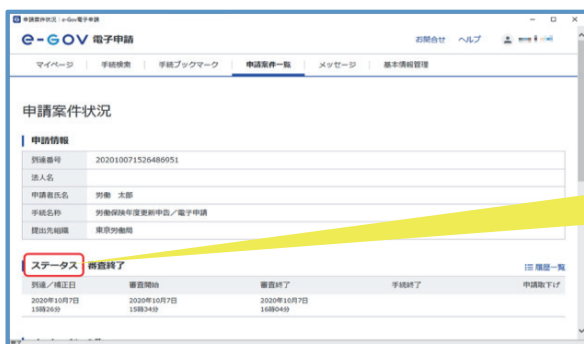 申請案件状況 | e-Gov電子申請
e-GOV 電子申請
お問合せ ヘルプ
マイページ 手続検索 手続ブックマーク 申請案件一覧 メッセージ 基本情報管理
申請案件状況
申請情報
到達番号 202010071526486951
法人名
申請者氏名 労働 太郎
手続名称 労働保険年度更新申告／電子申請
提出先組織 東京労働局
ステータス 審査終了 履歴一覧
到達／補正日 審査開始 審査終了 手続終了 申請取下げ
2020年10月7日 2020年10月7日 2020年10月7日
15時26分 15時34分 16時04分